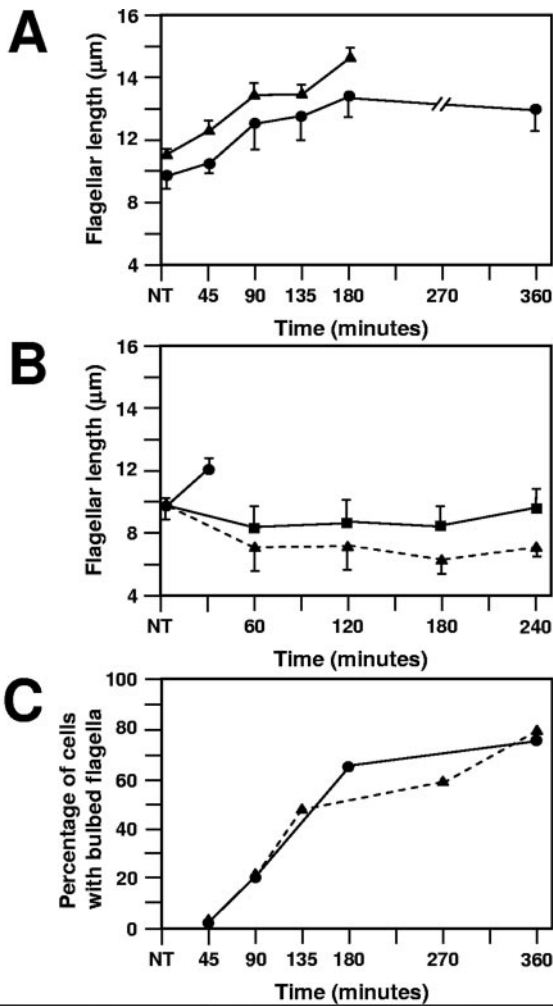 A
Flagellar length (μm)
16
14
12
8
4
NT 45 90 135 180 270 360
Time (minutes)
B
Flagellar length (μm)
16
14
12
8
4
NT 60 120 180 240
Time (minutes)
C
Percentage of cells
with bulbed flagella
100
80
60
40
20
0
NT 45 90 135 180 270 360
Time (minutes)